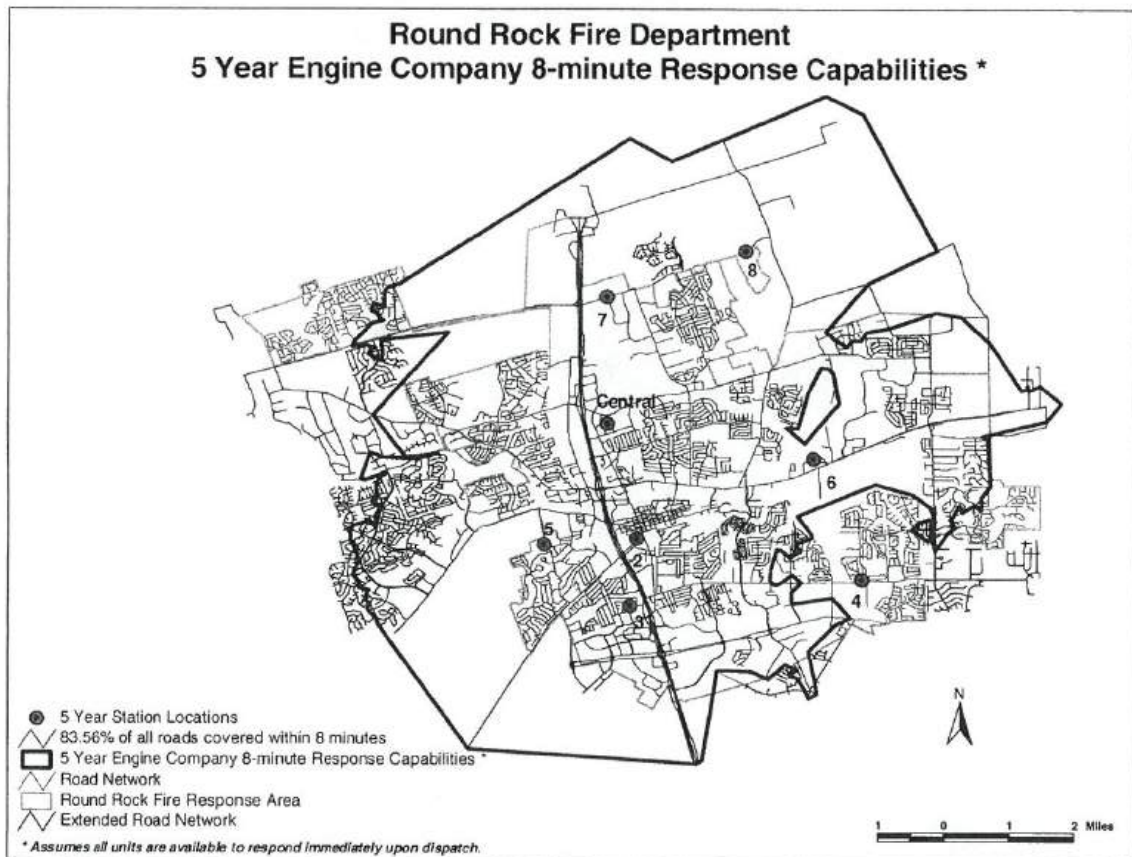 Round Rock Fire Department
5 Year Engine Company 8-minute Response Capabilities *
8
7
Central
6
5
2
4
3
N
5 Year Station Locations
83.56% of all roads covered within 8 minutes
5 Year Engine Company 8-minute Response Capabilities *
Road Network
Round Rock Fire Response Area
Extended Road Network
1 0 1 2 Miles
* Assumes all units are available to respond immediately upon dispatch.